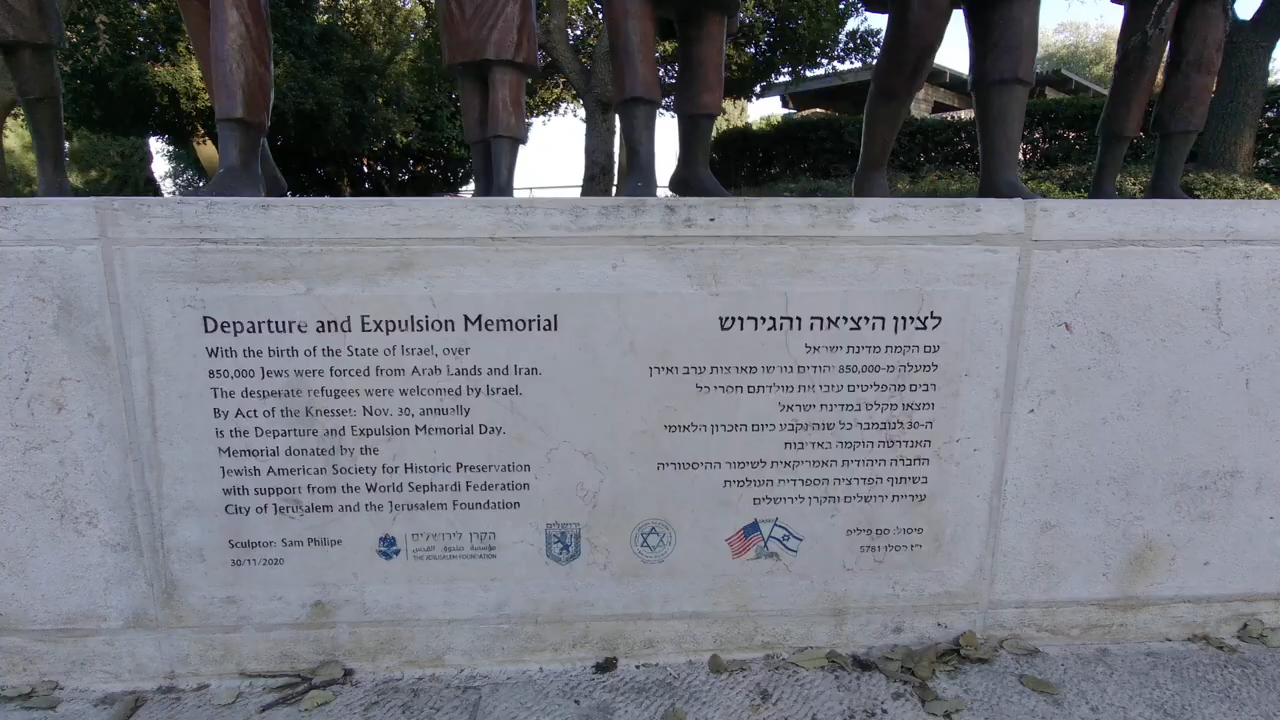 Departure and Expulsion Memorial
With the birth of the State of Israel, over
850,000 Jews were forced from Arab Lands and Iran.
The desperate refugees were welcomed by Israel.
By Act of the Knesset: Nov. 30, annually
is the Departure and Expulsion Memorial Day.
Memorial donated by the
Jewish American Society for Historic Preservation
with support from the World Sephardi Federation
City of Jerusalem and the Jerusalem Foundation
Sculptor: Sam Philipe
30/11/2020
לציון היציאה והגירוש
עם הקמת מדינת ישראל
למעלה מ-850,000 יהודים גורשו מארצות ערב ואירן
רבים מהפליטים עזבו את מולדתם חסרי כל
ומצאו מקלט במדינת ישראל
ה-30 לנובמבר כל שנה נקבע כיום הזכרון הלאומי
האנדרטה הוקמה באדיבות
החברה היהודית האמריקאית לשימור ההיסטוריה
בשיתוף הפדרציה הספרדית העולמית
עיריית ירושלים והקרן לירושלים
פיסול: סם פיליפ
י"ד כסלו 5781
הקרן לירושלים
مؤسسة صندوق القدس
THE JERUSALEM FOUNDATION
ירושלים